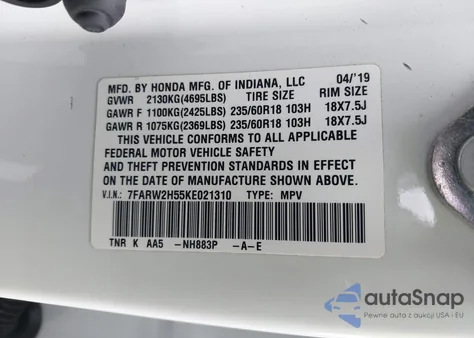 MFD. BY HONDA MFG. OF INDIANA, LLC 04/'19
GVWR 2130KG(4695LBS) TIRE SIZE RIM SIZE
GAWR F 1100KG(2425LBS) 235/60R18 103H 18X7.5J
GAWR R 1075KG(2369LBS) 235/60R18 103H 18X7.5J
THIS VEHICLE CONFORMS TO ALL APPLICABLE
FEDERAL MOTOR VEHICLE SAFETY
AND THEFT PREVENTION STANDARDS IN EFFECT
ON THE DATE OF MANUFACTURE SHOWN ABOVE.
V.I.N.: 7FARW2H55KE021310 TYPE: MPV
TNR K AA5 -NH883P -A-E
autoSnap
Pewne auta z aukcji USA i EU